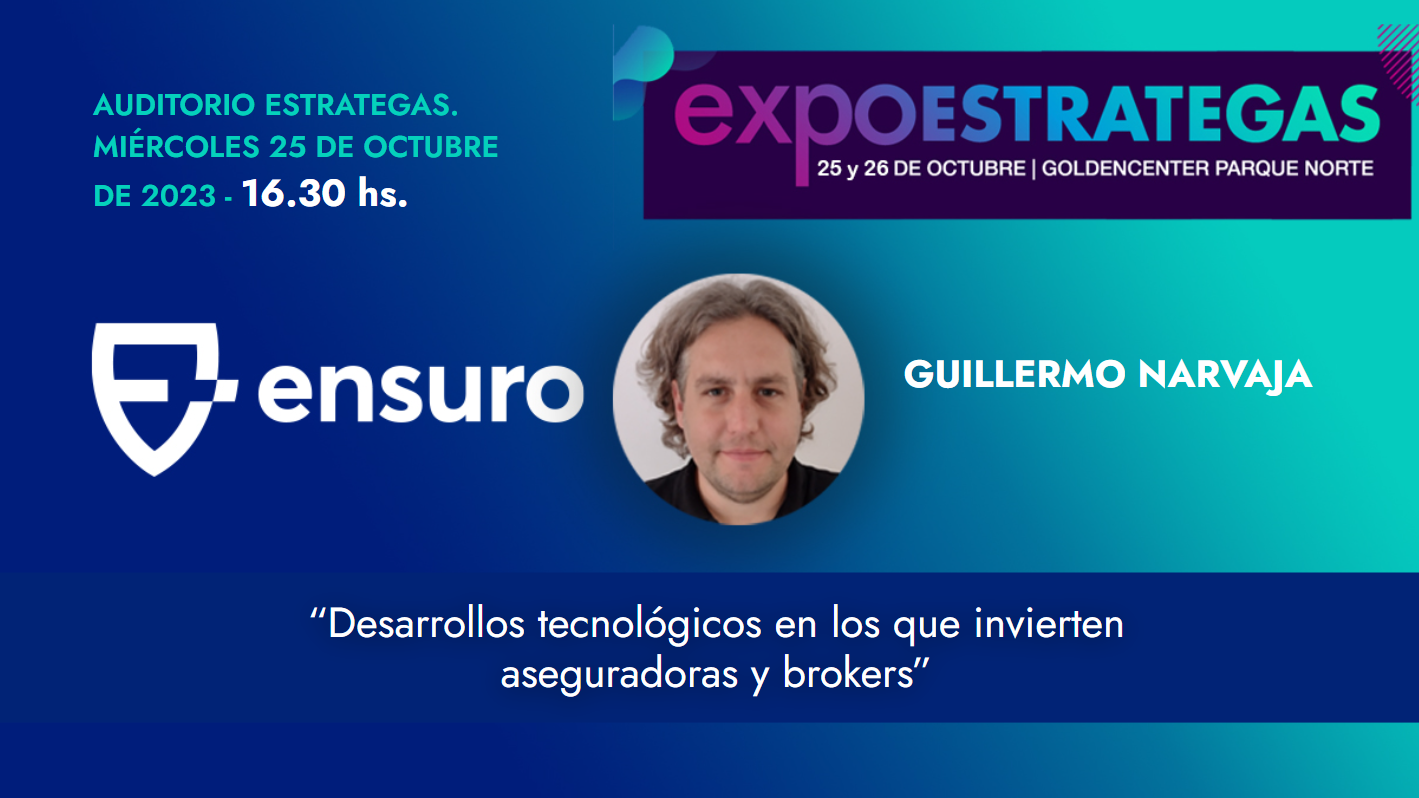 AUDITORIO ESTRATEGAS.
MIÉRCOLES 25 DE OCTUBRE
DE 2023 - 16.30 hs.
expoESTRATEGAS
25 y 26 DE OCTUBRE | GOLDENCENTER PARQUE NORTE
ensuro
GUILLERMO NARVAJA
“Desarrollos tecnológicos en los que invierten
aseguradoras y brokers”